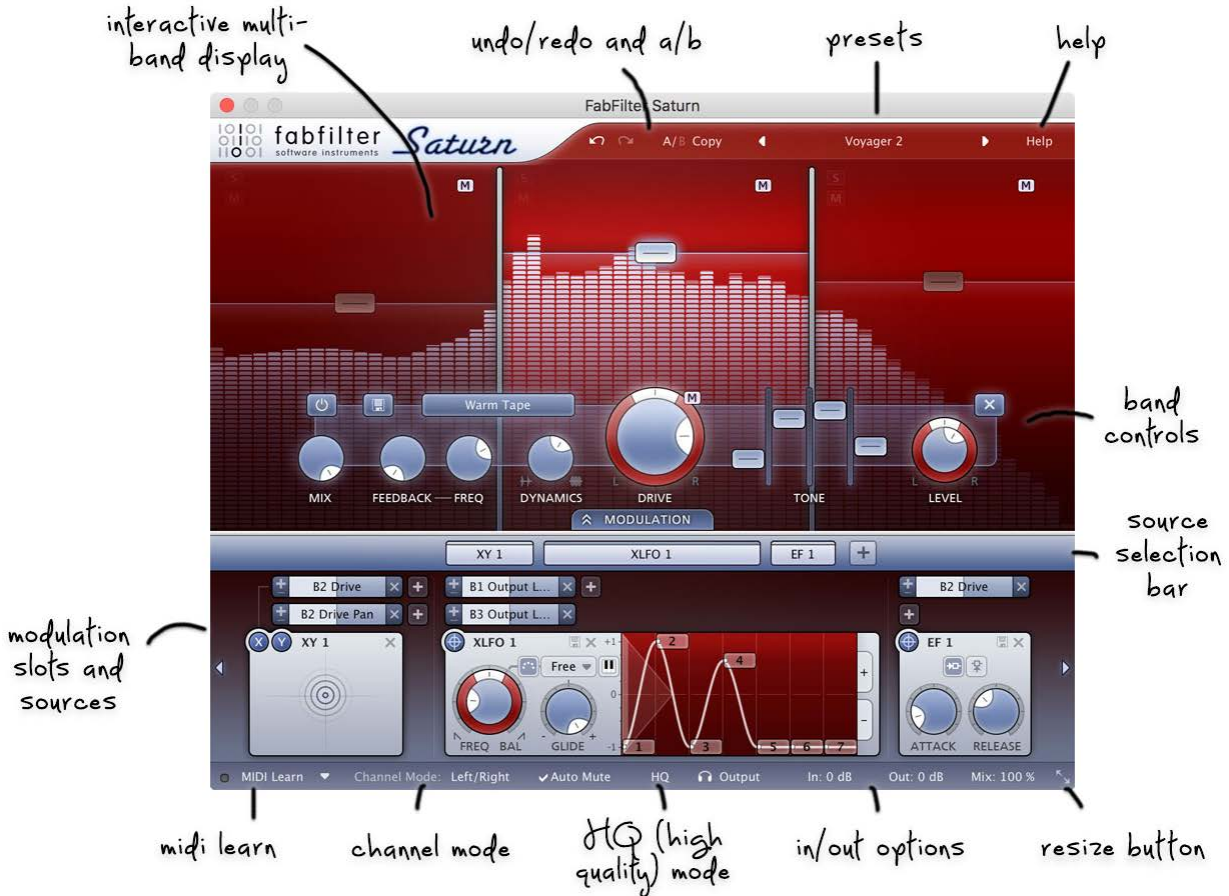 interactive multi-
band display
undo/redo and a/b
presets
help
FabFilter Saturn
fabfilter
software instruments
Saturn
A/B Copy
Voyager 2
Help
S
M
M
S
M
M
S
M
M
Warm Tape
M
L R
L R
MIX
FEEDBACK
FREQ
DYNAMICS
DRIVE
TONE
LEVEL
band
controls
MODULATION
XY 1
XLFO 1
EF 1
source
selection
bar
B2 Drive
B1 Output L...
B2 Drive
B2 Drive Pan
B3 Output L...
modulation
slots and
sources
X Y XY 1
XLFO 1
Free
FREQ BAL
GLIDE
- +
+1
0
-1
1
2
3
4
5
6
7
+
-
EF 1
ATTACK
RELEASE
MIDI Learn
Channel Mode: Left/Right
Auto Mute
HQ
Output
In: 0 dB
Out: 0 dB
Mix: 100 %
midi learn
channel mode
HQ (high
quality) mode
in/out options
resize button